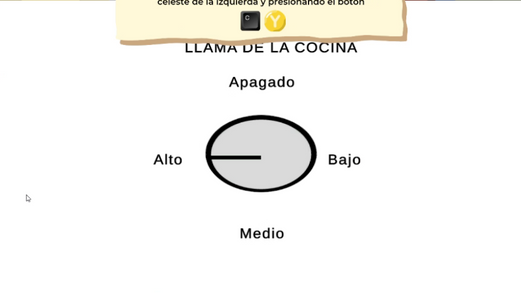 celeste de la izquierda y presionando el botón
C Y
LLAMA DE LA COCINA
Apagado
Alto
Bajo
Medio